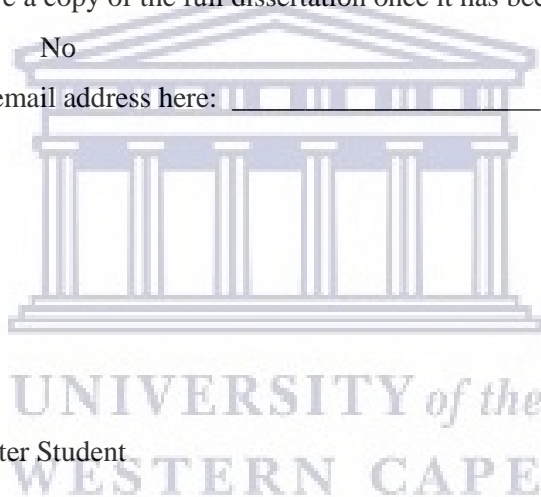 e a copy of the full dissertation once it has bee
No
email address here: ______________________
UNIVERSITY of the
ter Student
WESTERN CAPE